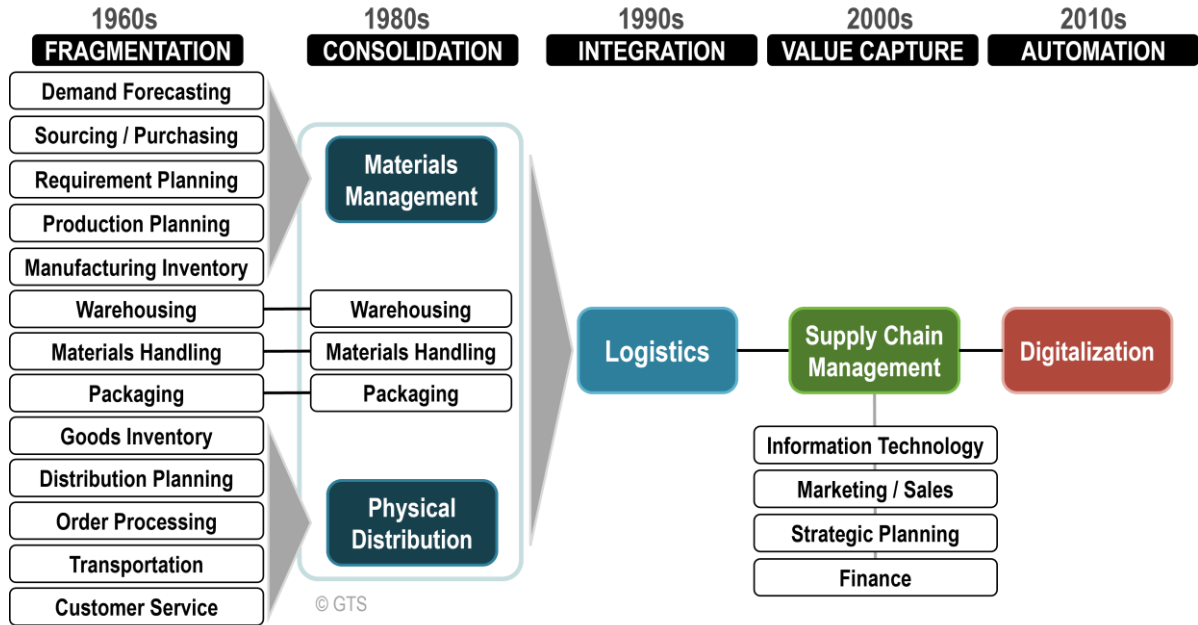 1960s
FRAGMENTATION
Demand Forecasting
Sourcing / Purchasing
Requirement Planning
Production Planning
Manufacturing Inventory
Warehousing
Materials Handling
Packaging
Goods Inventory
Distribution Planning
Order Processing
Transportation
Customer Service
1980s
CONSOLIDATION
Materials
Management
Warehousing
Materials Handling
Packaging
Physical
Distribution
© GTS
1990s
INTEGRATION
Logistics
2000s
VALUE CAPTURE
Supply Chain
Management
Information Technology
Marketing / Sales
Strategic Planning
Finance
2010s
AUTOMATION
Digitalization